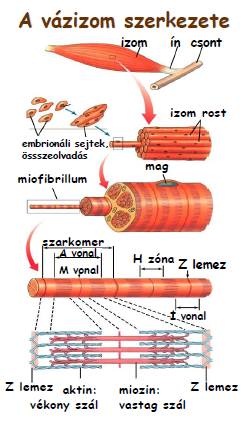 A vázizom szerkezete
izom ín csont
izom rost
embrionáli sejtek,
össszeolvadás
mag
miofibrillum
szarkomer
A vonal
H zóna
Z lemez
M vonal
I vonal
Z lemez aktin: miozin: Z lemez
vékony szál vastag szál